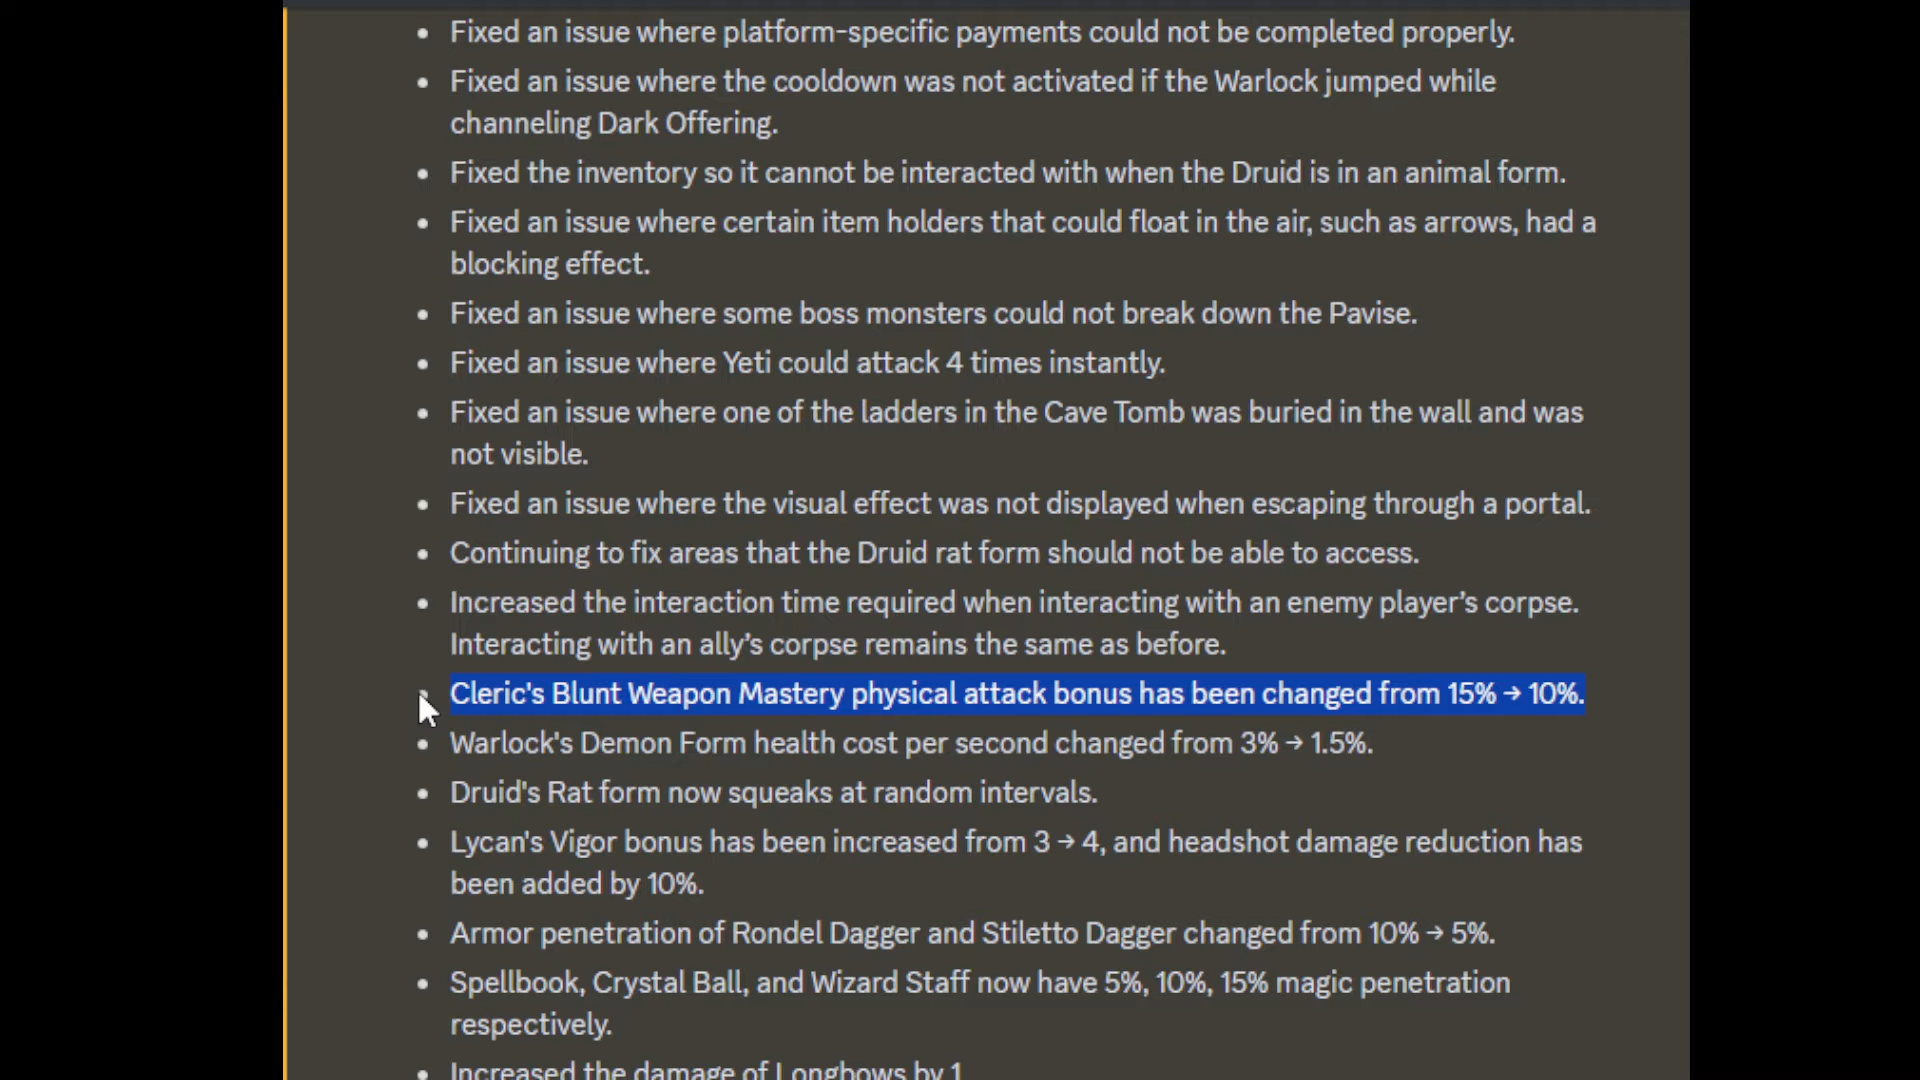 Fixed an issue where platform-specific payments could not be completed properly.
Fixed an issue where the cooldown was not activated if the Warlock jumped while
channeling Dark Offering.
Fixed the inventory so it cannot be interacted with when the Druid is in an animal form.
Fixed an issue where certain item holders that could float in the air, such as arrows, had a
blocking effect.
Fixed an issue where some boss monsters could not break down the Pavise.
Fixed an issue where Yeti could attack 4 times instantly.
Fixed an issue where one of the ladders in the Cave Tomb was buried in the wall and was
not visible.
Fixed an issue where the visual effect was not displayed when escaping through a portal.
Continuing to fix areas that the Druid rat form should not be able to access.
Increased the interaction time required when interacting with an enemy player’s corpse.
Interacting with an ally’s corpse remains the same as before.
Cleric's Blunt Weapon Mastery physical attack bonus has been changed from 15% → 10%.
Warlock's Demon Form health cost per second changed from 3% → 1.5%.
Druid's Rat form now squeaks at random intervals.
Lycan's Vigor bonus has been increased from 3 → 4, and headshot damage reduction has
been added by 10%.
Armor penetration of Rondel Dagger and Stiletto Dagger changed from 10% → 5%.
Spellbook, Crystal Ball, and Wizard Staff now have 5%, 10%, 15% magic penetration
respectively.
Increased the damage of Longbows by 1